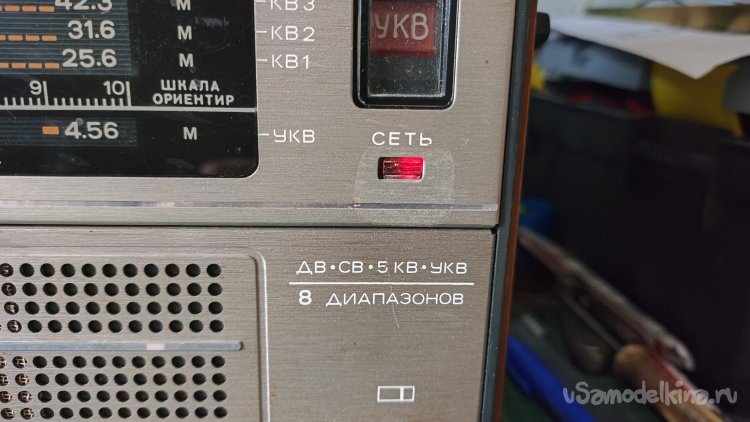 42.3 М КВ3
31.6 М КВ2
25.6 М КВ1
9 10 ШКАЛА ОРИЕНТИР
4.56 М УКВ
УКВ
СЕТЬ
ДВ•СВ•5 КВ•УКВ
8 ДИАПАЗОНОВ
vSamodelkina.ru